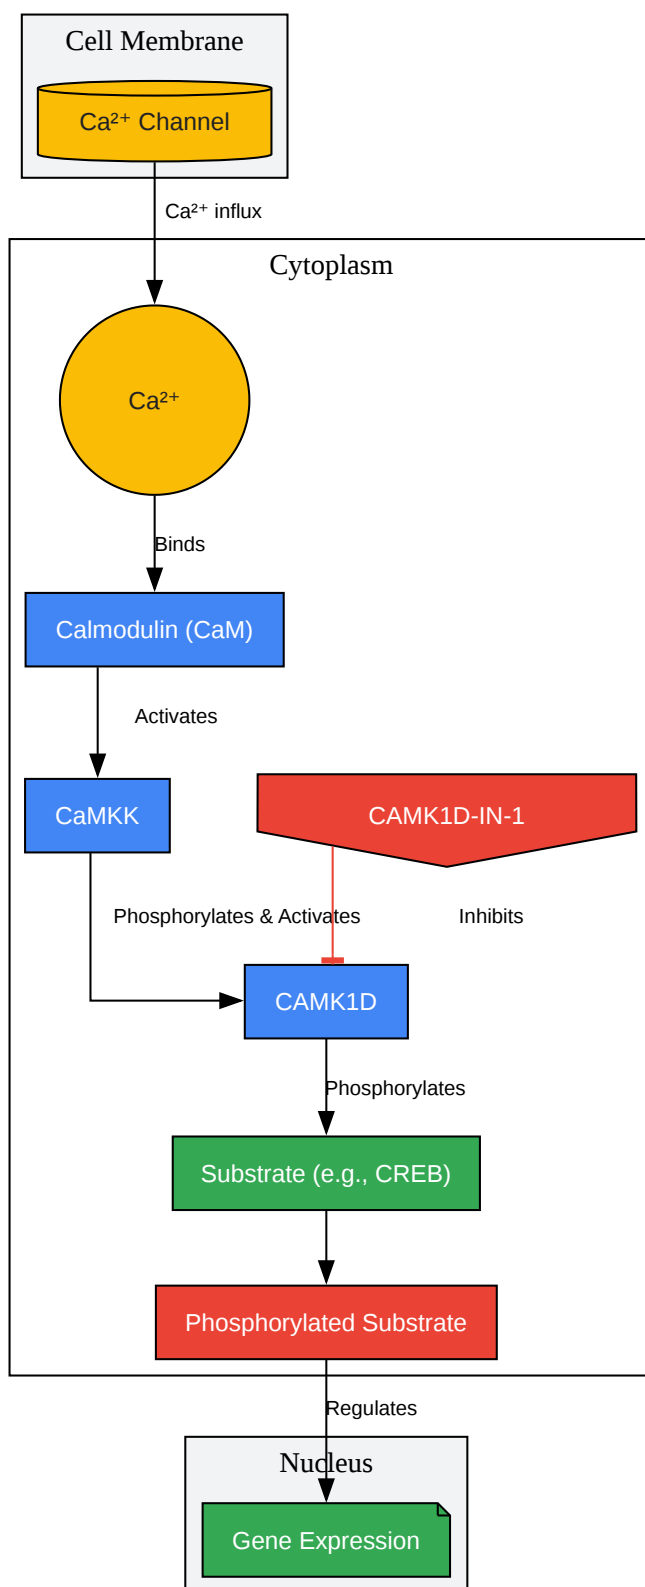 Cell Membrane
Ca²⁺ Channel
Ca²⁺ influx
Cytoplasm
Ca²⁺
Binds
Calmodulin (CaM)
Activates
CaMKK
CAMK1D-IN-1
Phosphorylates & Activates
Inhibits
CAMK1D
Phosphorylates
Substrate (e.g., CREB)
Phosphorylated Substrate
Regulates
Nucleus
Gene Expression